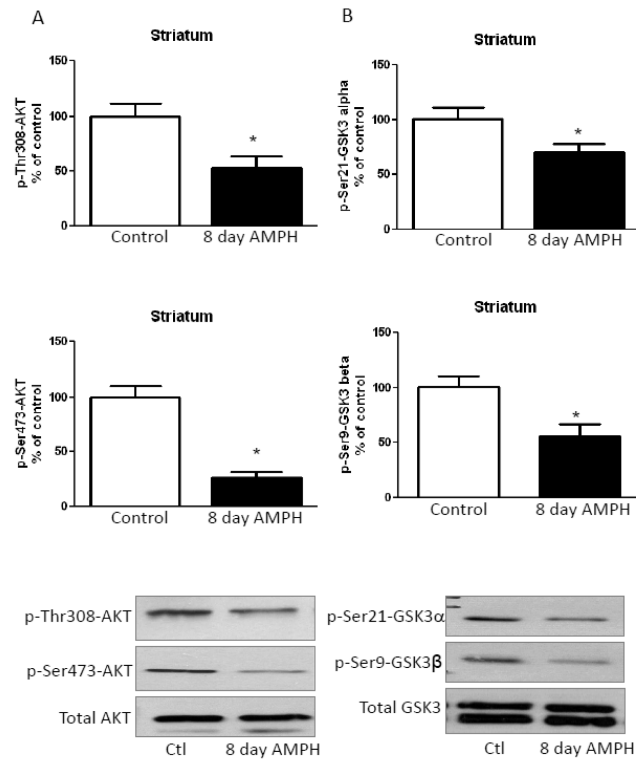 A
B
Striatum
p-Thr308-AKT
% of control
150
100
50
0
Control
8 day AMPH
Striatum
p-Ser21-GSK3 alpha
% of control
150
100
50
0
Control
8 day AMPH
*
*
Striatum
p-Ser473-AKT
% of control
150
100
50
0
Control
8 day AMPH
Striatum
p-Ser9-GSK3 beta
% of control
150
100
50
0
Control
8 day AMPH
*
*
p-Thr308-AKT
p-Ser473-AKT
Total AKT
Ctl
8 day AMPH
p-Ser21-GSK3α
p-Ser9-GSK3β
Total GSK3
Ctl
8 day AMPH